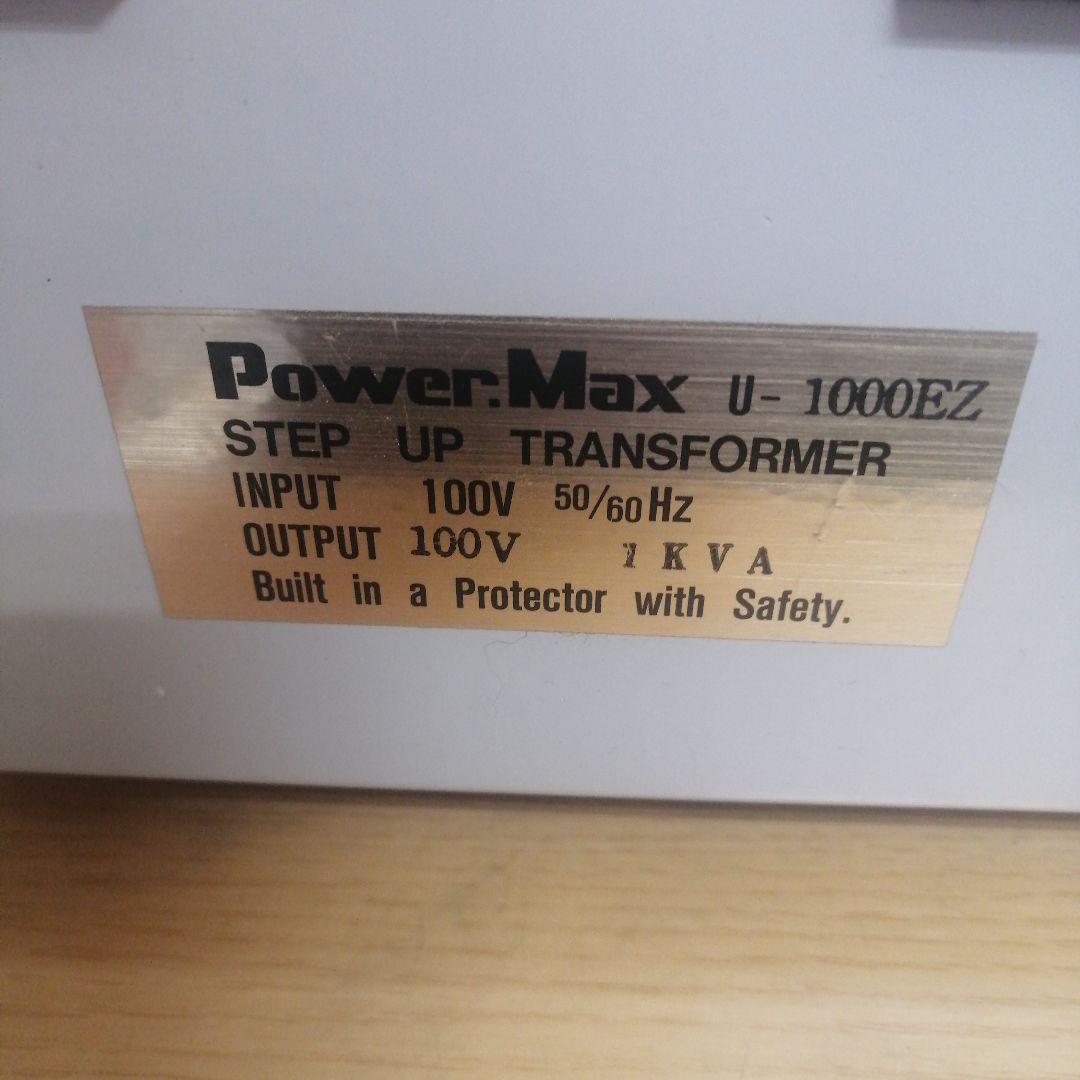 Power.Max U- 1000EZ
STEP UP TRANSFORMER
INPUT 100V 50/60Hz
OUTPUT 100V 1KVA
Built in a Protector with Safety.